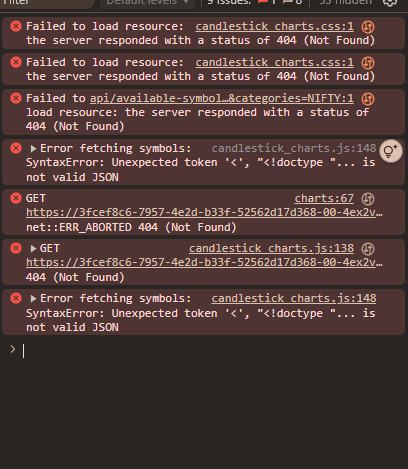 Filter
Default levels
9 Issues: 1 8
33 hidden
Failed to load resource: candlestick charts.css:1
the server responded with a status of 404 (Not Found)
Failed to load resource: candlestick charts.css:1
the server responded with a status of 404 (Not Found)
Failed to api/available-symbol…&categories=NIFTY:1
load resource: the server responded with a status of
404 (Not Found)
Error fetching symbols: candlestick_charts.js:148
SyntaxError: Unexpected token '<', "<!doctype "... is
not valid JSON
GET charts:67
https://3fcef8c6-7957-4e2d-b33f-52562d17d368-00-4ex2v…
net::ERR_ABORTED 404 (Not Found)
GET candlestick charts.js:138
https://3fcef8c6-7957-4e2d-b33f-52562d17d368-00-4ex2v…
404 (Not Found)
Error fetching symbols: candlestick_charts.js:148
SyntaxError: Unexpected token '<', "<!doctype "... is
not valid JSON